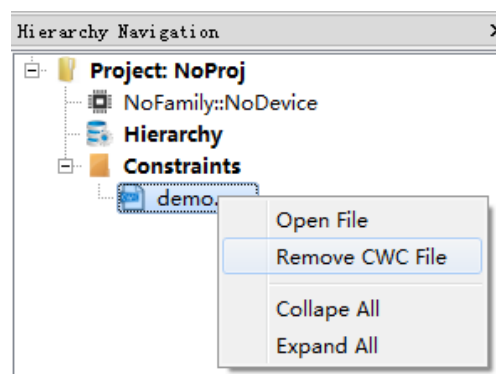 Hierarchy Navigation
Project: NoProj
NoFamily::NoDevice
Hierarchy
Constraints
demo.
Open File
Remove CWC File
Collape All
Expand All